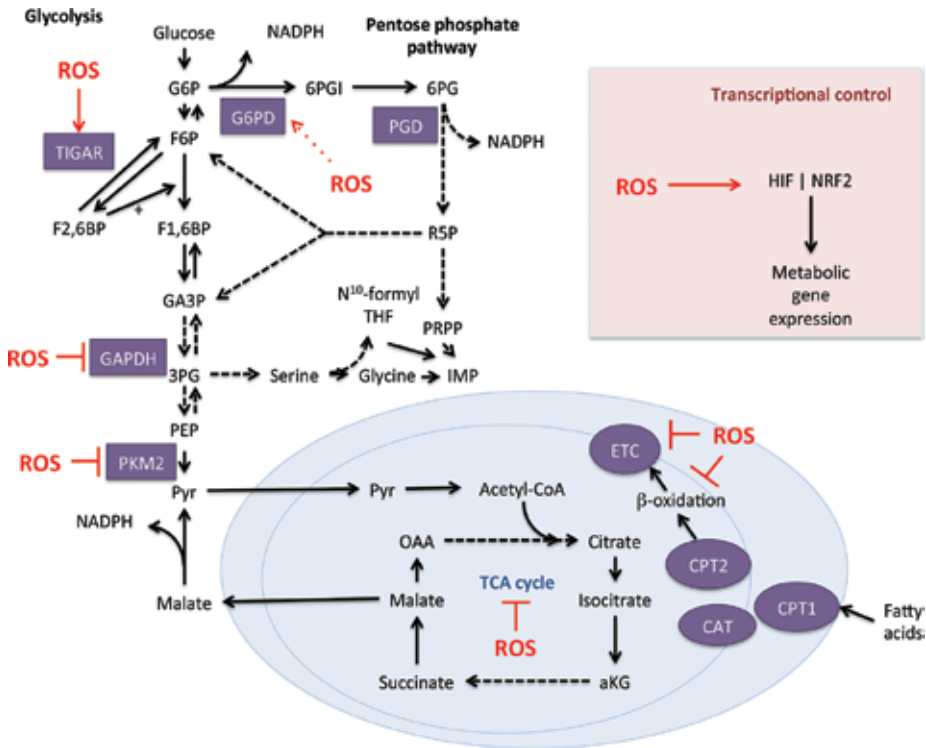 Glycolysis
Glucose
NADPH
Pentose phosphate
pathway
ROS
G6P
6PGl
6PG
G6PD
PGD
TIGAR
F6P
NADPH
ROS
F2,6BP
+
F1,6BP
R5P
GA3P
N10-formyl
THF
PRPP
ROS
GAPDH
3PG
Serine
Glycine
IMP
PEP
ROS
PKM2
Pyr
Pyr
Acetyl-CoA
NADPH
OAA
Citrate
TCA cycle
Malate
Malate
Isocitrate
ROS
Succinate
aKG
ETC
ROS
β-oxidation
CPT2
CAT
CPT1
Fatty
acids
Transcriptional control
ROS
HIF | NRF2
Metabolic
gene
expression